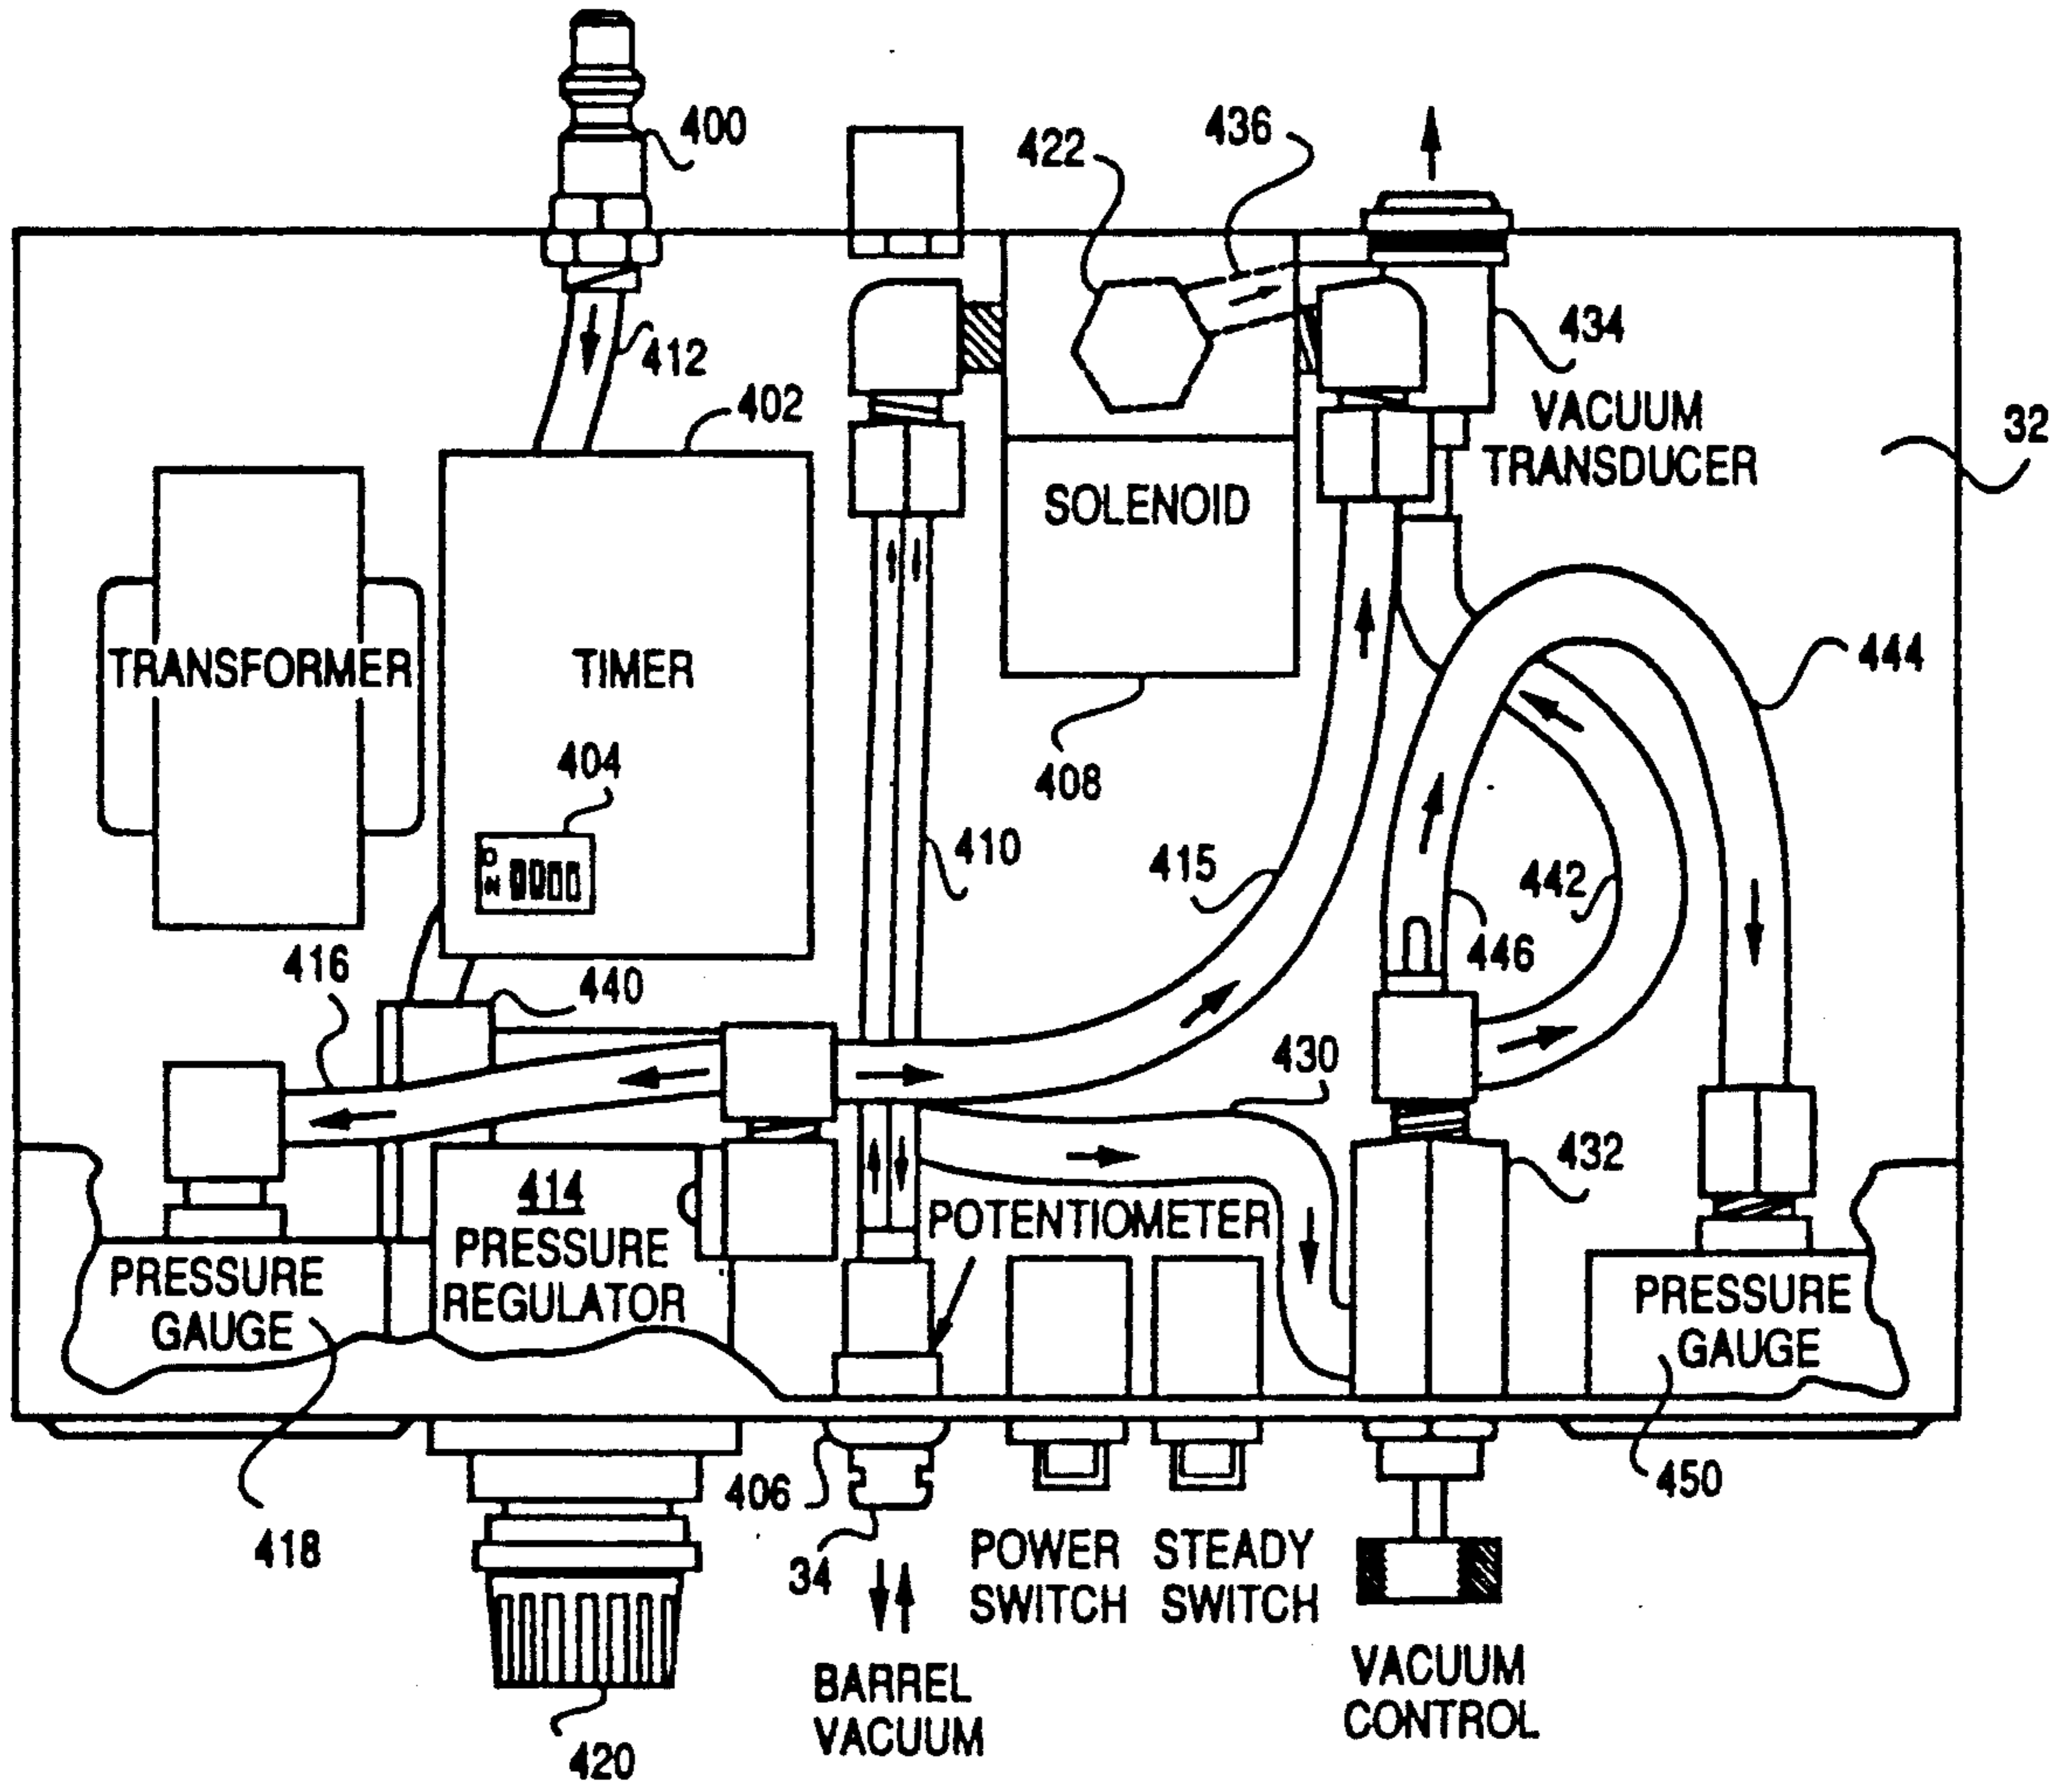 400
422
436
412
434
402
VACUUM
TRANSDUCER
32
SOLENOID
TRANSFORMER
TIMER
444
404
408
410
415
442
446
416
440
430
432
414
PRESSURE
REGULATOR
POTENTIOMETER
PRESSURE
GAUGE
PRESSURE
GAUGE
406
450
418
34
POWER
SWITCH
STEADY
SWITCH
BARREL
VACUUM
VACUUM
CONTROL
420